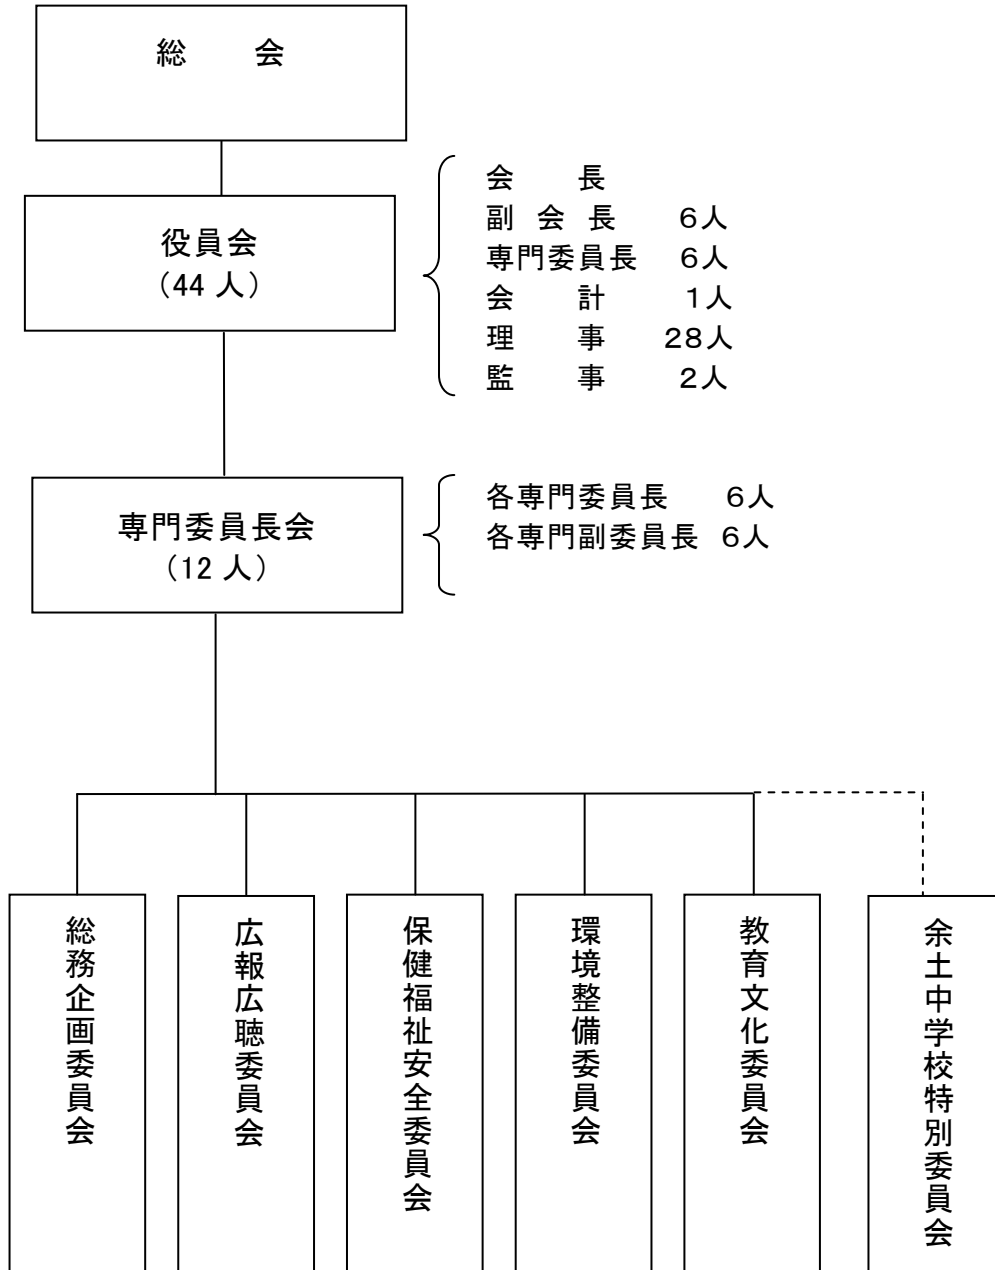 総　　会
役員会
（44 人）
会　　長
副 会 長　６人
専門委員長　６人
会　　計　１人
理　　事　２８人
監　　事　２人
専門委員長会
（12 人）
各専門委員長　６人
各専門副委員長　６人
総務企画委員会
広報広聴委員会
保健福祉安全委員会
環境整備委員会
教育文化委員会
余土中学校特別委員会